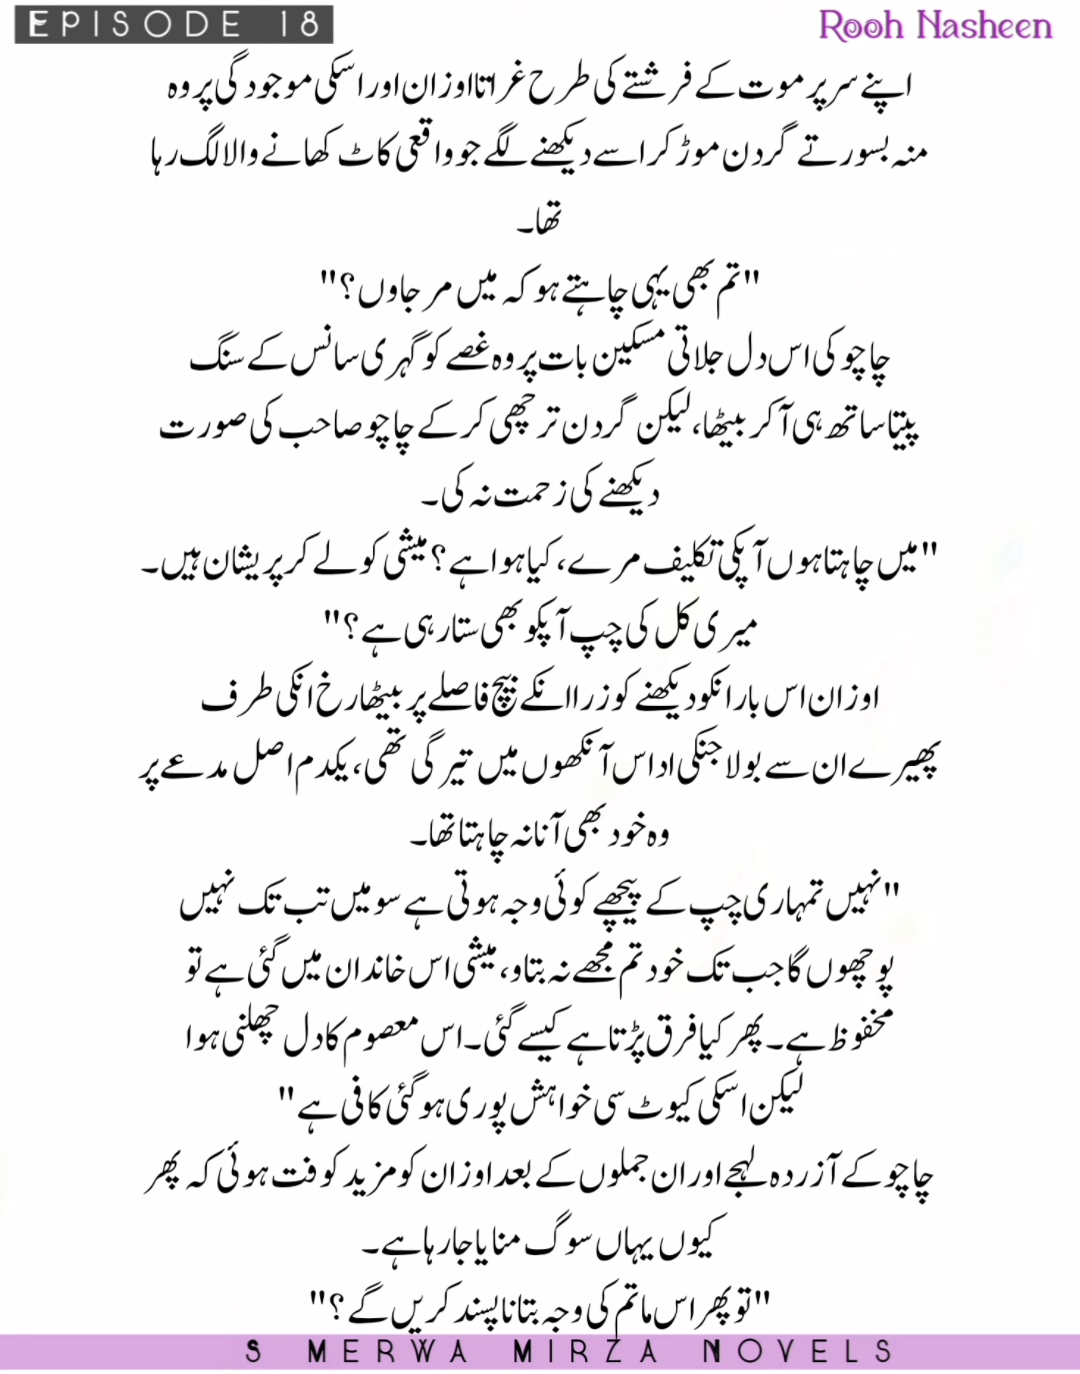 EPISODE 18
Rooh Nasheen
اپنے سر پر موت کے فرشتے کی طرح غراتا اوزان اور اسکی موجودگی پر وہ
منہ بسورتے گردن موڑ کر اسے دیکھنے لگے جو واقعی کاٹ کھانے والا لگ رہا
تھا۔
"تم بھی یہی چاہتے ہو کہ میں مر جاوں؟"
چاچو کی اس دل جلاتی مسکین بات پر وہ غصے کو گہری سانس کے سنگ
پیتا ساتھ ہی آ کر بیٹھا، لیکن گردن ترچھی کر کے چاچو صاحب کی صورت
دیکھنے کی زحمت نہ کی۔
"میں چاہتا ہوں آپکی تکلیف مرے، کیا ہوا ہے؟ میشی کو لے کر پریشان ہیں۔
میری کل کی چپ آپکو بھی ستا رہی ہے؟"
اوزان اس بار انکو دیکھنے کو زرا انکے بیچ فاصلے پر بیٹھا رخ انکی طرف
پھیرے ان سے بولا جنکی اداس آنکھوں میں تیرگی تھی، یکدم اصل مدعے پر
وہ خود بھی آنا نہ چاہتا تھا۔
"نہیں تمہاری چپ کے پیچھے کوئی وجہ ہوتی ہے سو میں تب تک نہیں
پوچھوں گا جب تک خود تم مجھے نہ بتاو، میشی اس خاندان میں گئی ہے تو
محفوظ ہے۔ پھر کیا فرق پڑتا ہے کیسے گئی۔ اس معصوم کا دل چھلنی ہوا
لیکن اسکی کیوٹ سی خواہش پوری ہو گئی کافی ہے"
چاچو کے آزردہ لہجے اور ان جملوں کے بعد اوزان کو مزید کوفت ہوئی کہ پھر
کیوں یہاں سوگ منایا جا رہا ہے۔
"تو پھر اس ماتم کی وجہ بتانا پسند کریں گے؟"
S MERWA MIRZA NOVELS